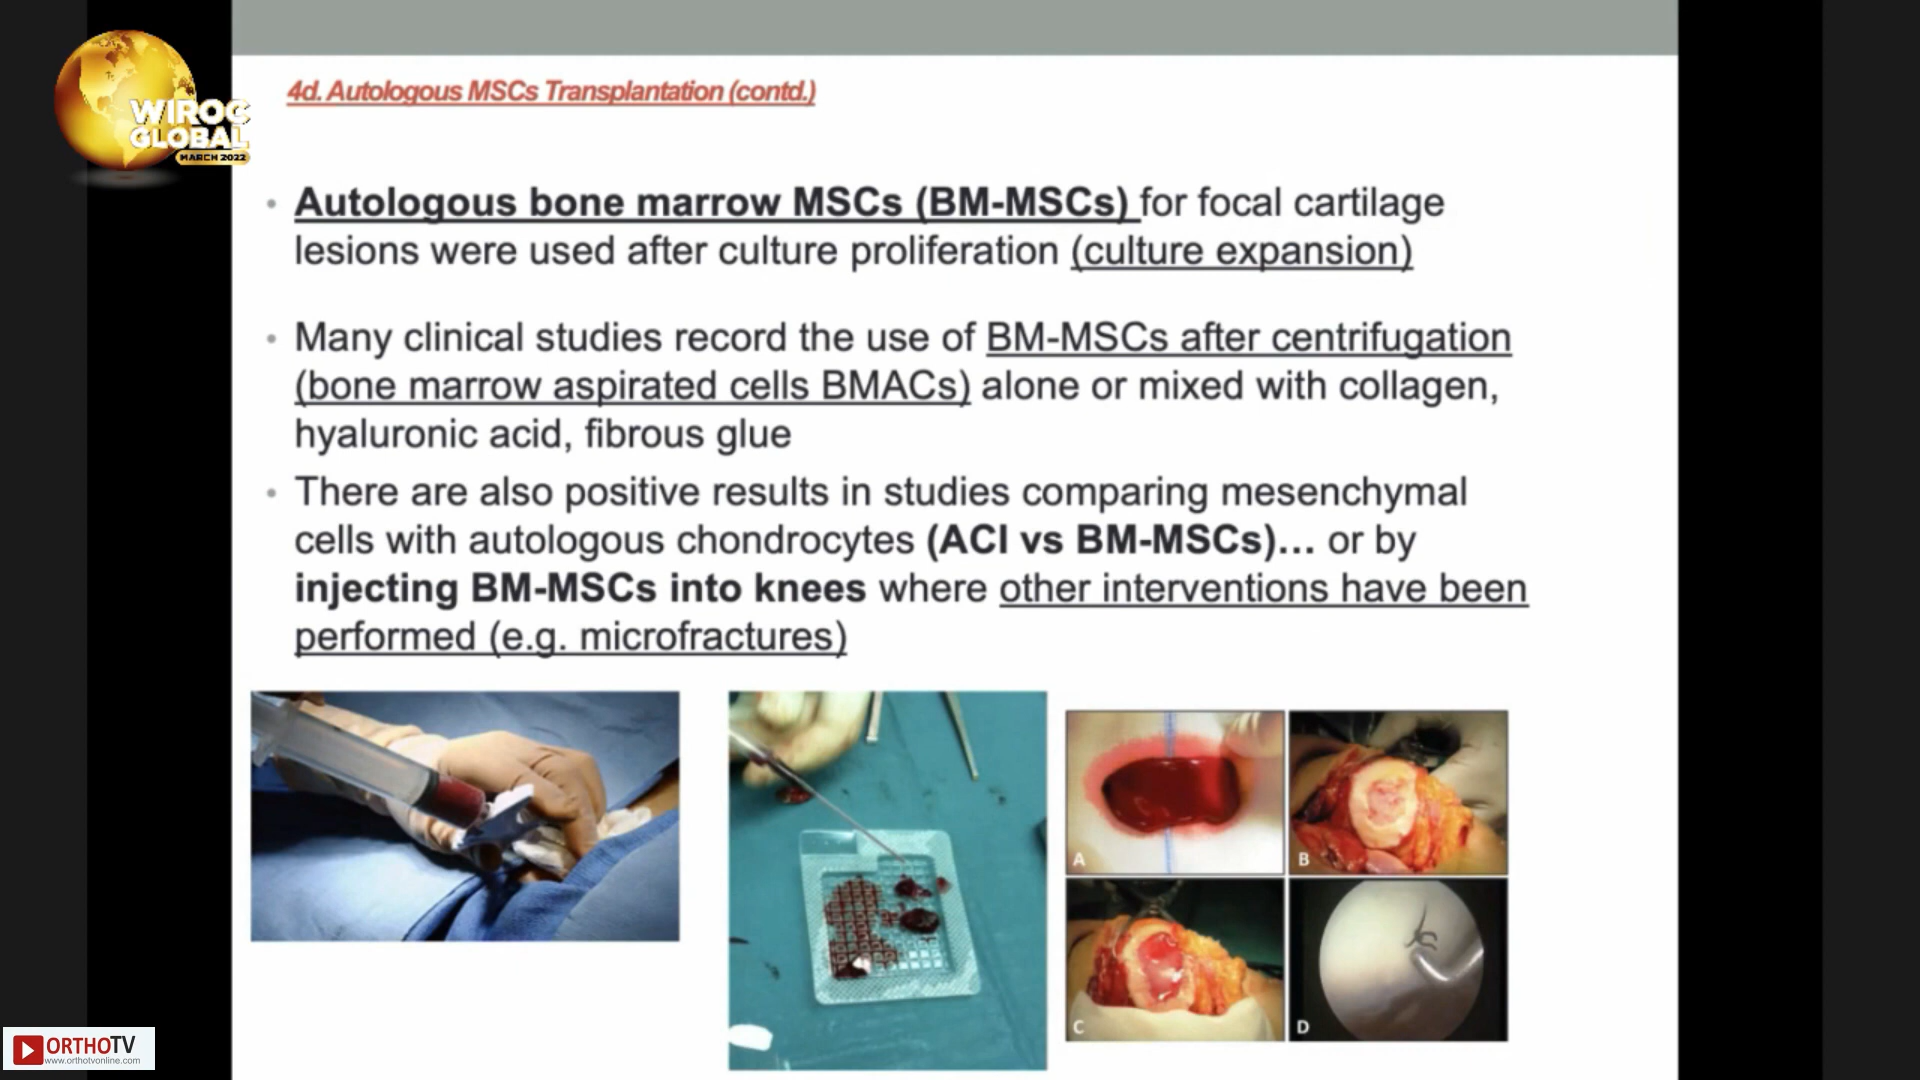 WIROC
GLOBAL
MARCH 2022
4d. Autologous MSCs Transplantation (contd.)
• Autologous bone marrow MSCs (BM-MSCs) for focal cartilage
lesions were used after culture proliferation (culture expansion)
• Many clinical studies record the use of BM-MSCs after centrifugation
(bone marrow aspirated cells BMACs) alone or mixed with collagen,
hyaluronic acid, fibrous glue
• There are also positive results in studies comparing mesenchymal
cells with autologous chondrocytes (ACI vs BM-MSCs)... or by
injecting BM-MSCs into knees where other interventions have been
performed (e.g. microfractures)
A
B
C
D
ORTHOTV
www.orthotvonline.com